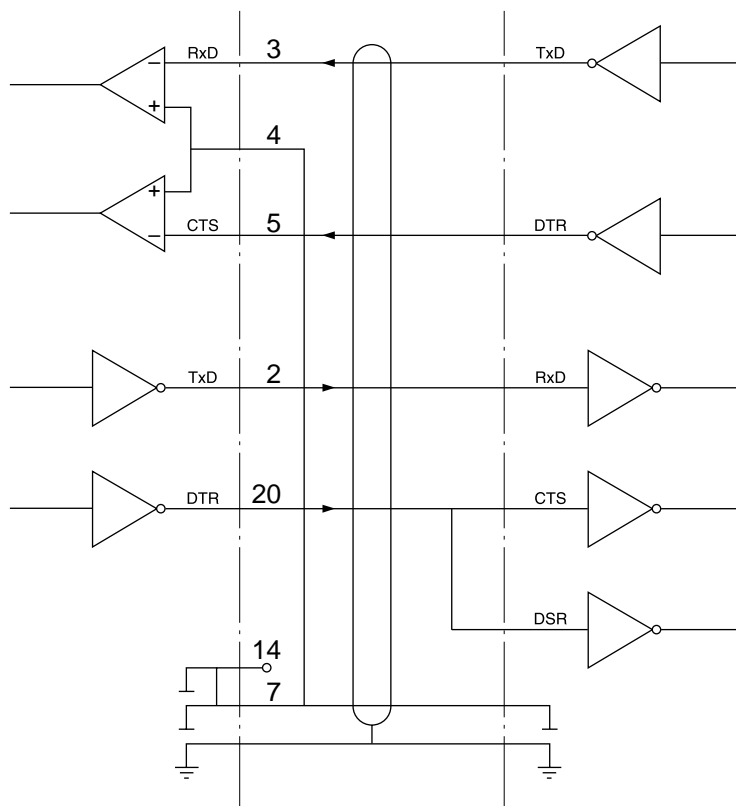 RxD 3 TxD
−
+
4
+
−
CTS 5 DTR
TxD 2 RxD
DTR 20 CTS
DSR
14
7